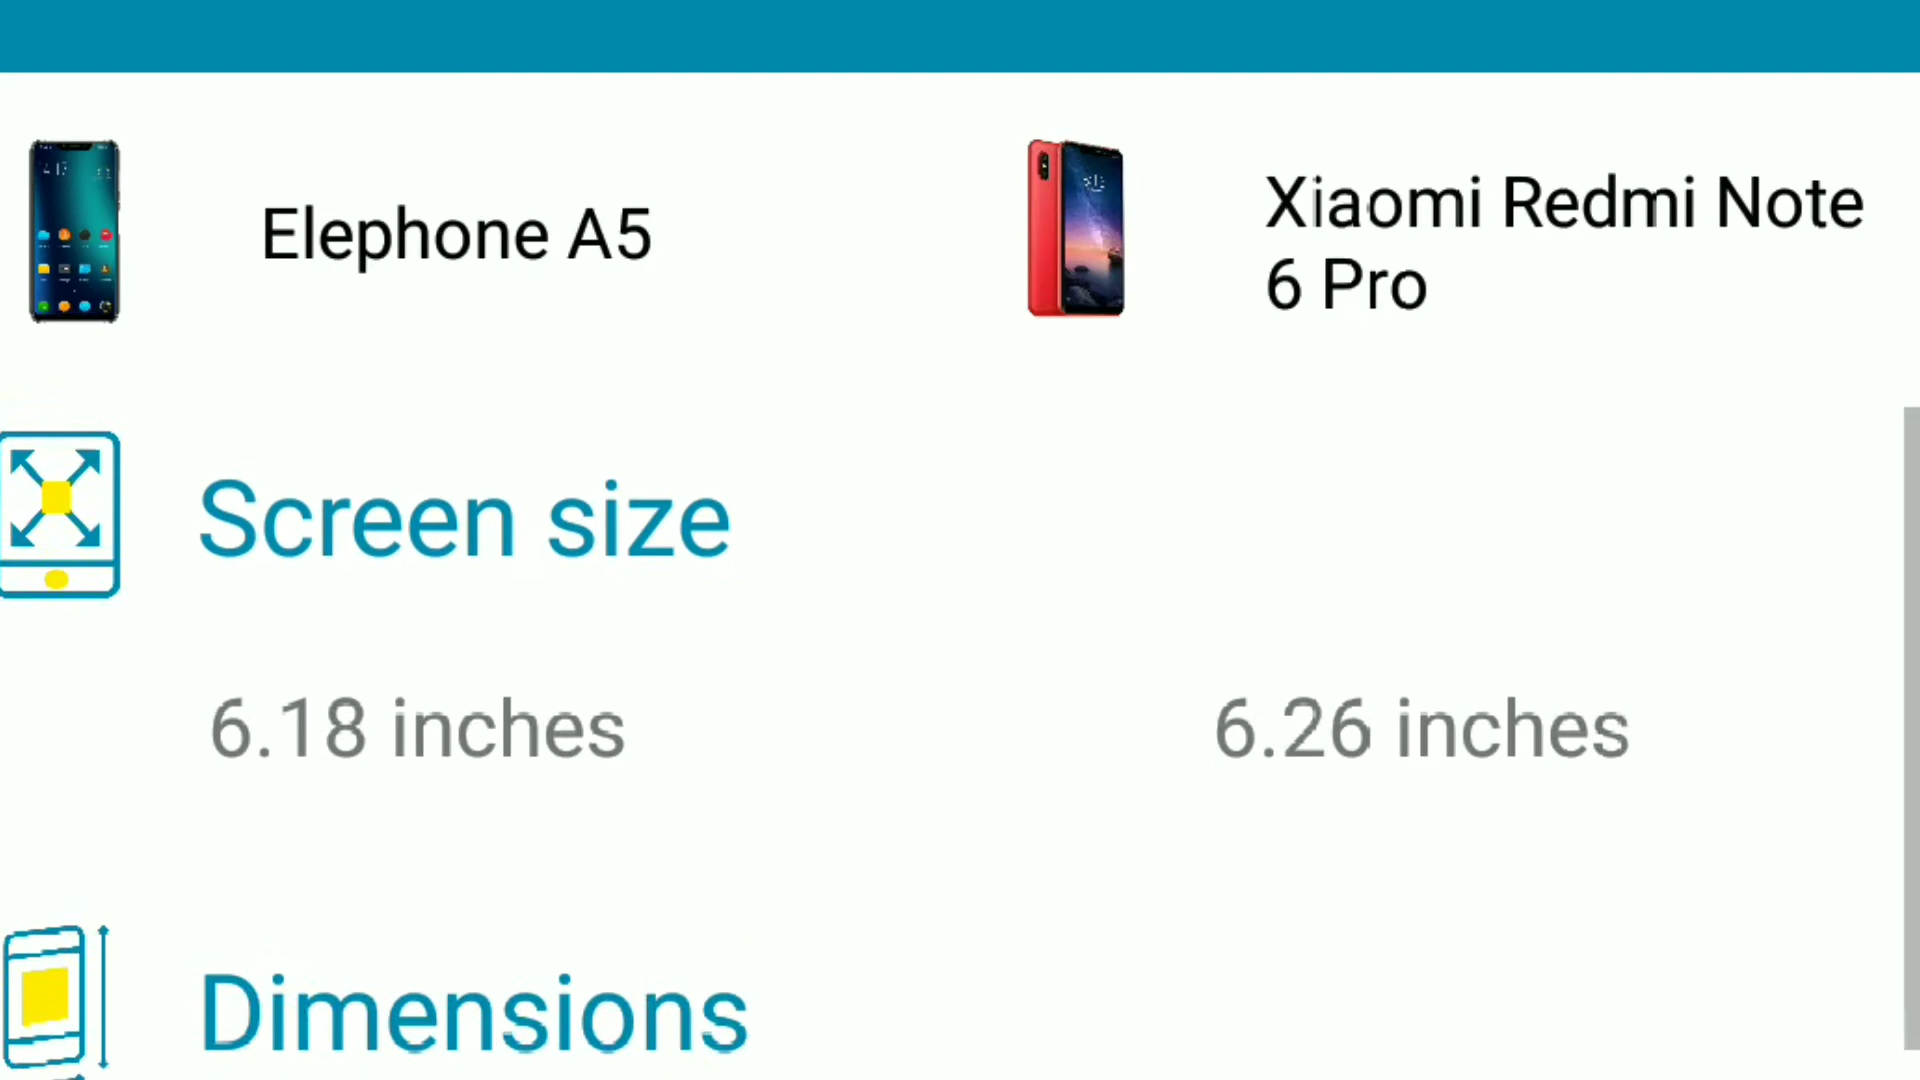 Elephone A5
Xiaomi Redmi Note
6 Pro
Screen size
6.18 inches
6.26 inches
Dimensions